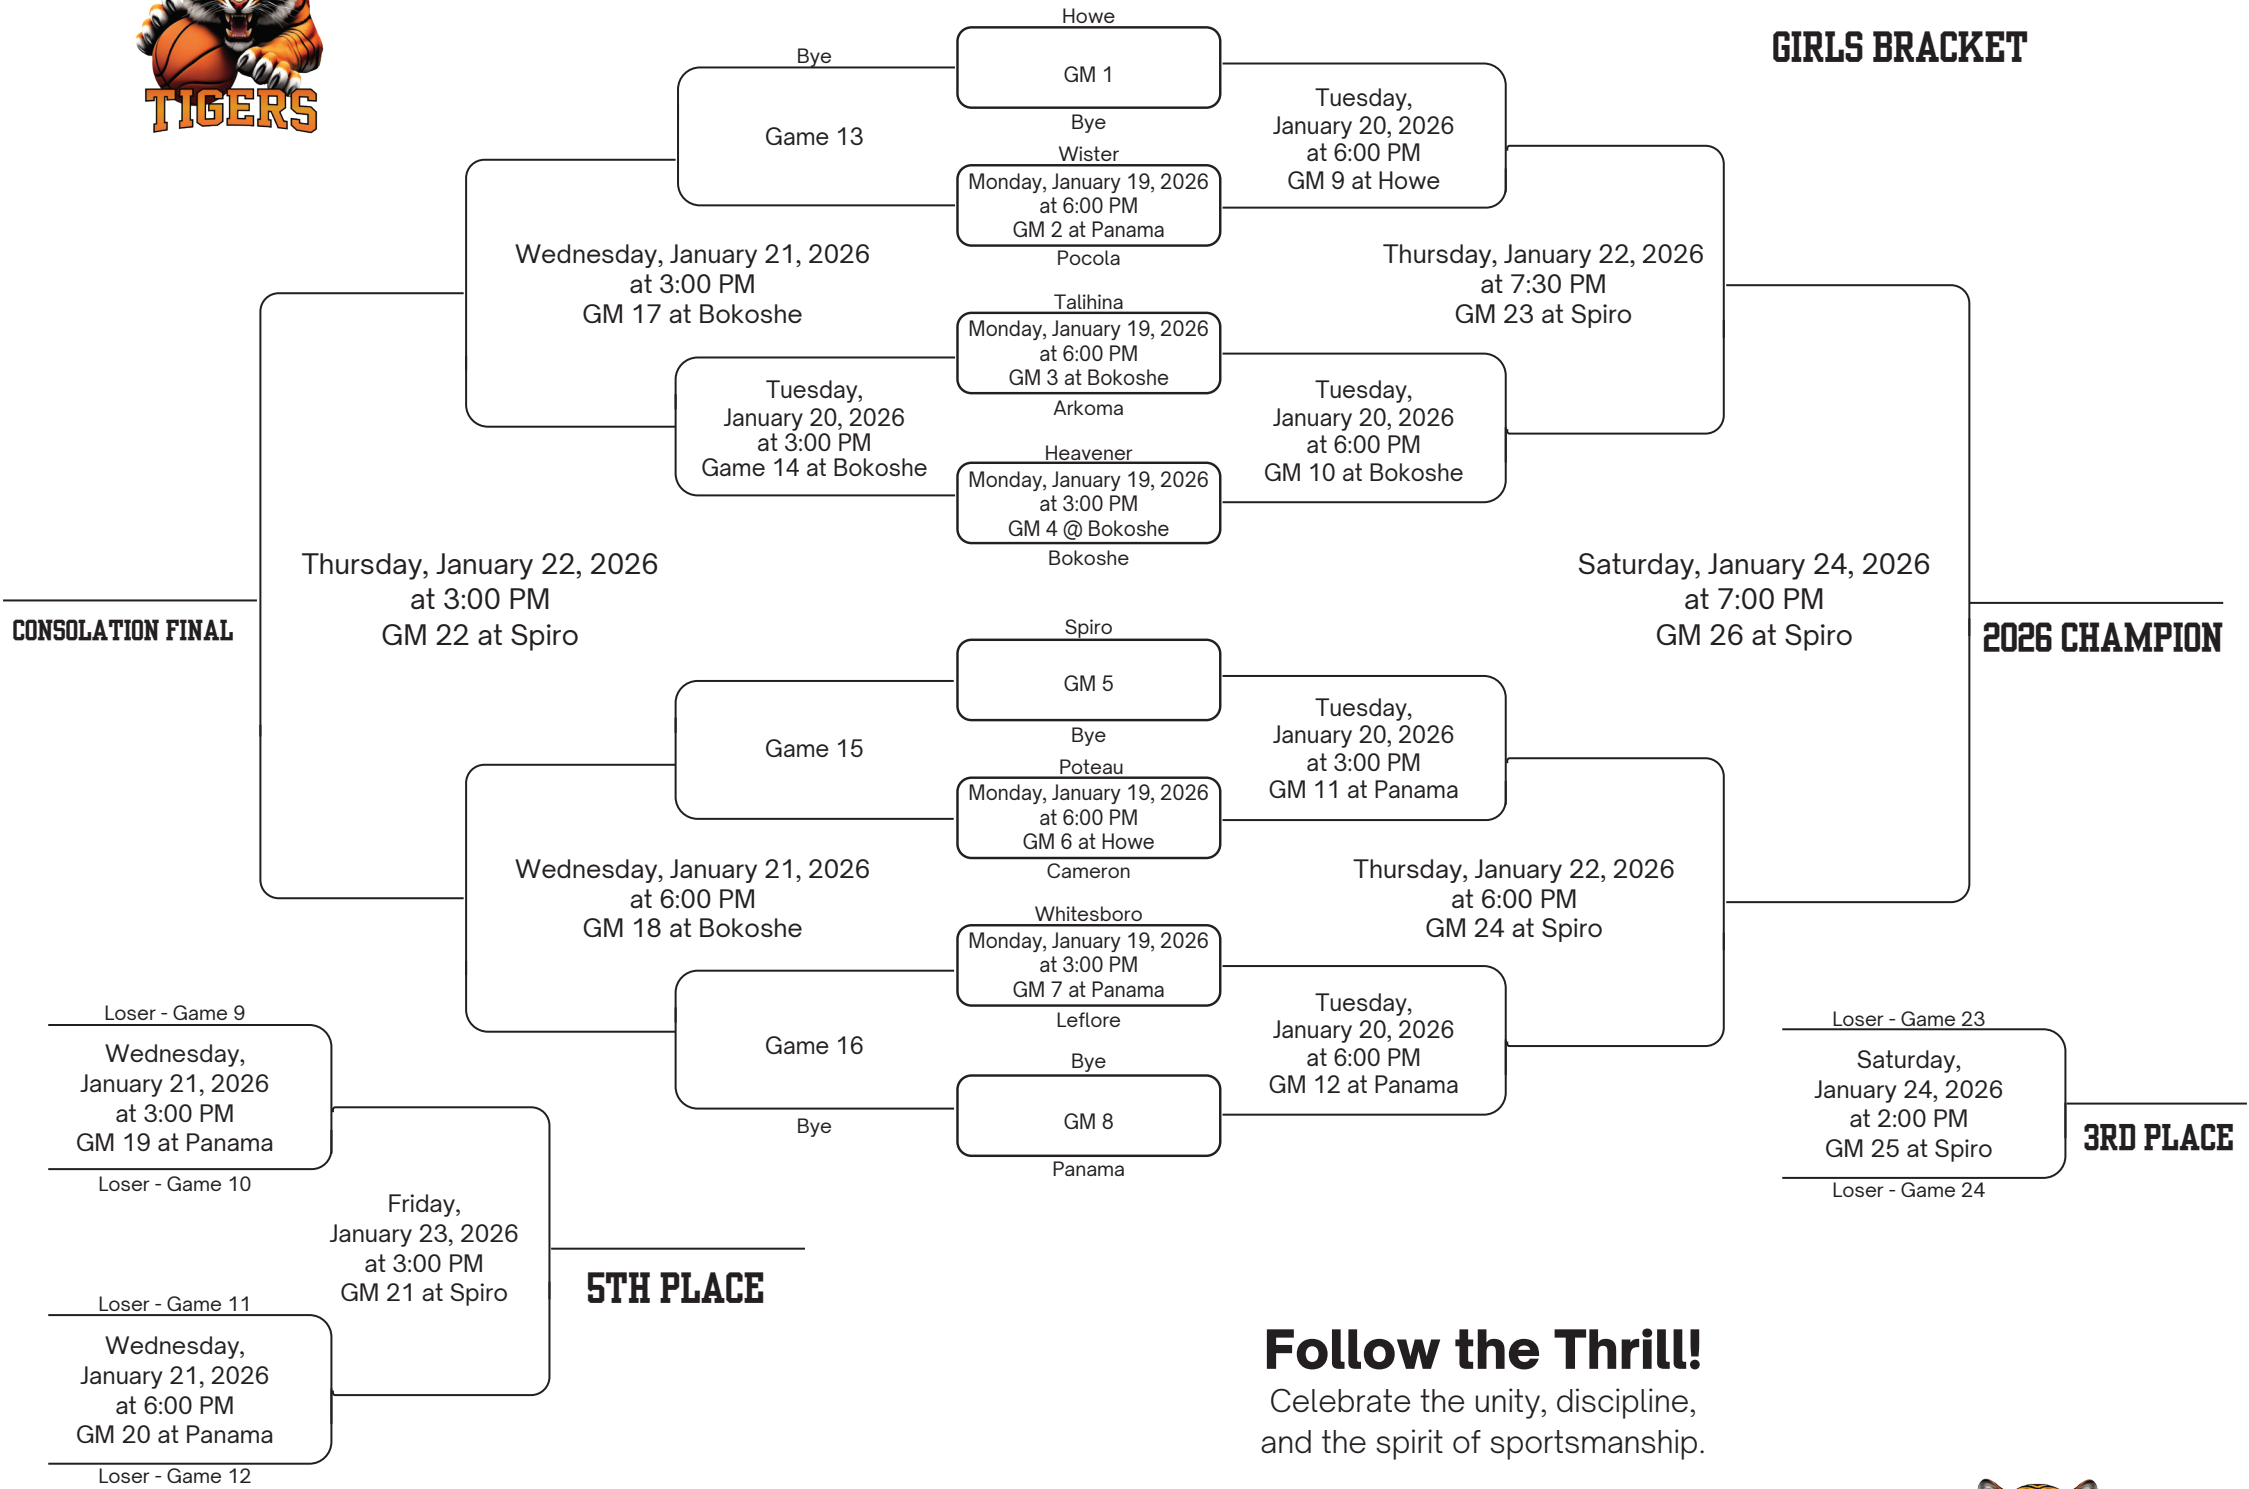 TIGERS
GIRLS BRACKET
Howe
GM 1
Bye
Wister
Monday, January 19, 2026
at 6:00 PM
GM 2 at Panama
Pocola
Talihina
Monday, January 19, 2026
at 6:00 PM
GM 3 at Bokoshe
Arkoma
Heavener
Monday, January 19, 2026
at 3:00 PM
GM 4 @ Bokoshe
Bokoshe
Spiro
GM 5
Bye
Poteau
Monday, January 19, 2026
at 6:00 PM
GM 6 at Howe
Cameron
Whitesboro
Monday, January 19, 2026
at 3:00 PM
GM 7 at Panama
Leflore
Bye
GM 8
Panama
Tuesday,
January 20, 2026
at 6:00 PM
GM 9 at Howe
Tuesday,
January 20, 2026
at 6:00 PM
GM 10 at Bokoshe
Tuesday,
January 20, 2026
at 3:00 PM
GM 11 at Panama
Tuesday,
January 20, 2026
at 6:00 PM
GM 12 at Panama
Thursday, January 22, 2026
at 7:30 PM
GM 23 at Spiro
Thursday, January 22, 2026
at 6:00 PM
GM 24 at Spiro
Saturday, January 24, 2026
at 7:00 PM
GM 26 at Spiro
2026 CHAMPION
Bye
Game 13
Tuesday,
January 20, 2026
at 3:00 PM
Game 14 at Bokoshe
Game 15
Game 16
Bye
Wednesday, January 21, 2026
at 3:00 PM
GM 17 at Bokoshe
Wednesday, January 21, 2026
at 6:00 PM
GM 18 at Bokoshe
Thursday, January 22, 2026
at 3:00 PM
GM 22 at Spiro
CONSOLATION FINAL
Loser - Game 9
Wednesday,
January 21, 2026
at 3:00 PM
GM 19 at Panama
Loser - Game 10
Loser - Game 11
Wednesday,
January 21, 2026
at 6:00 PM
GM 20 at Panama
Loser - Game 12
Friday,
January 23, 2026
at 3:00 PM
GM 21 at Spiro
5TH PLACE
Loser - Game 23
Saturday,
January 24, 2026
at 2:00 PM
GM 25 at Spiro
Loser - Game 24
3RD PLACE
Follow the Thrill!
Celebrate the unity, discipline,
and the spirit of sportsmanship.